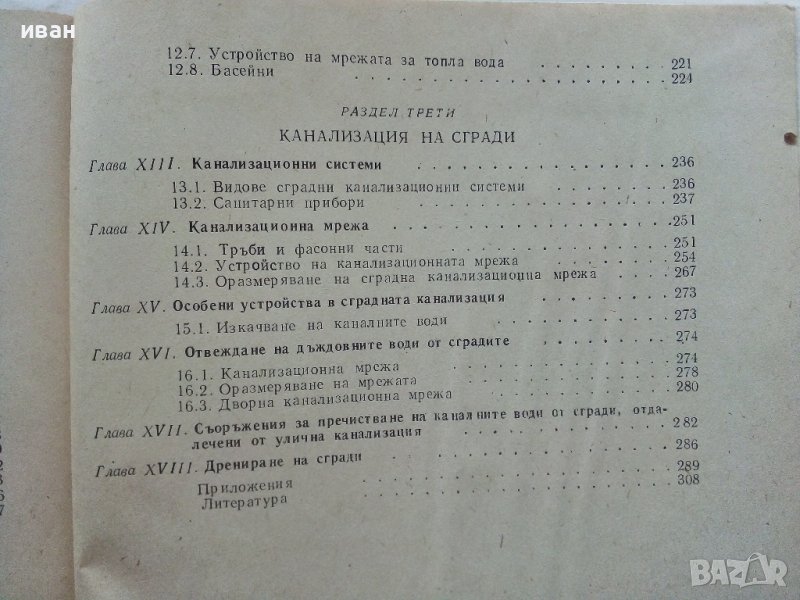 иван
12.7. Устройство на мрежата за топла вода 221
12.8. Басейни 224
РАЗДЕЛ ТРЕТИ
КАНАЛИЗАЦИЯ НА СГРАДИ
Глава XIII. Канализационни системи 236
13.1. Видове сградни канализационни системи 236
13.2. Санитарни прибори 237
Глава XIV. Канализационна мрежа 251
14.1. Тръби и фасонни части 251
14.2. Устройство на канализационната мрежа 254
14.3. Оразмеряване на сградна канализационна мрежа 267
Глава XV. Особени устройства в сградната канализация 273
15.1. Изкачване на каналните води 273
Глава XVI. Отвеждане на дъждовните води от сградите 274
16.1. Канализационна мрежа 274
16.2. Оразмеряване на мрежата 278
16.3. Дворна канализационна мрежа 280
Глава XVII. Съоръжения за пречистване на каналните води от сгради, отда-
лечени от улична канализация 282
Глава XVIII. Дрениране на сгради 286
Приложения 289
Литература 308
BAZAR